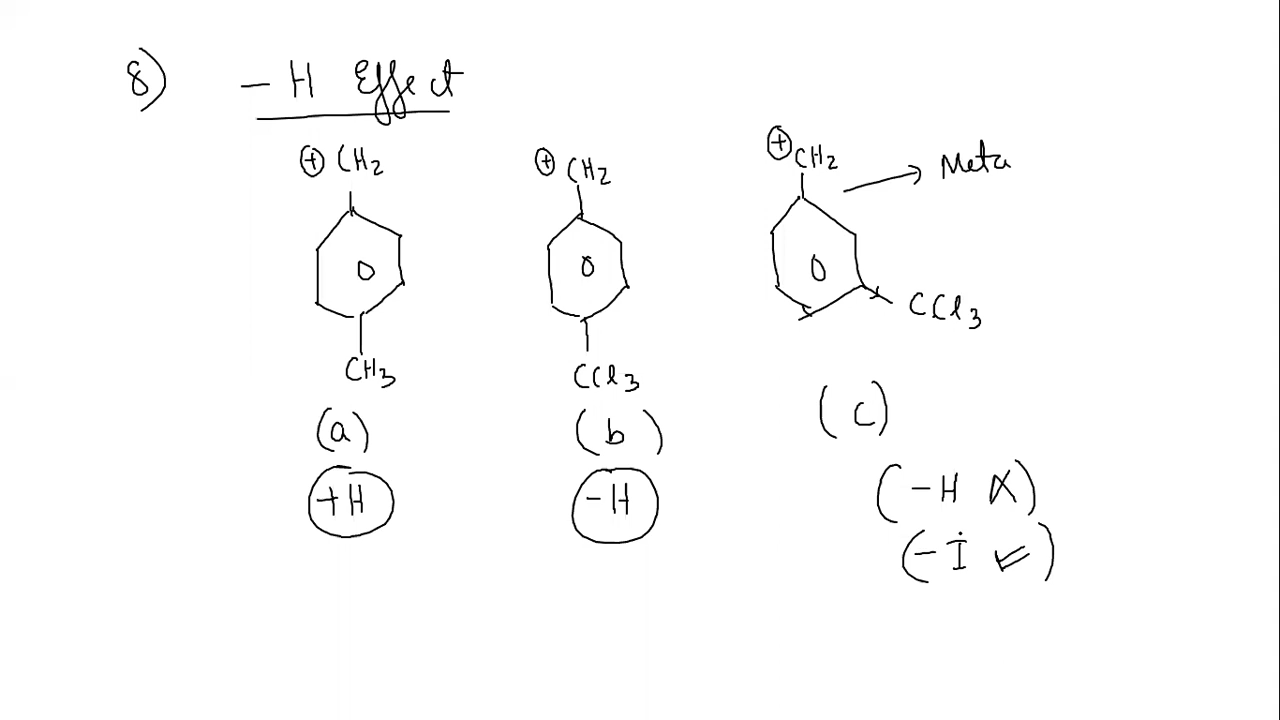 8) - H Effect
⊕ CH2
CH3
(a)
+H
⊕ CH2
CCl3
(b)
-H
⊕ CH2 → Meta
CCl3
(C)
(-H X)
(-I ✓)